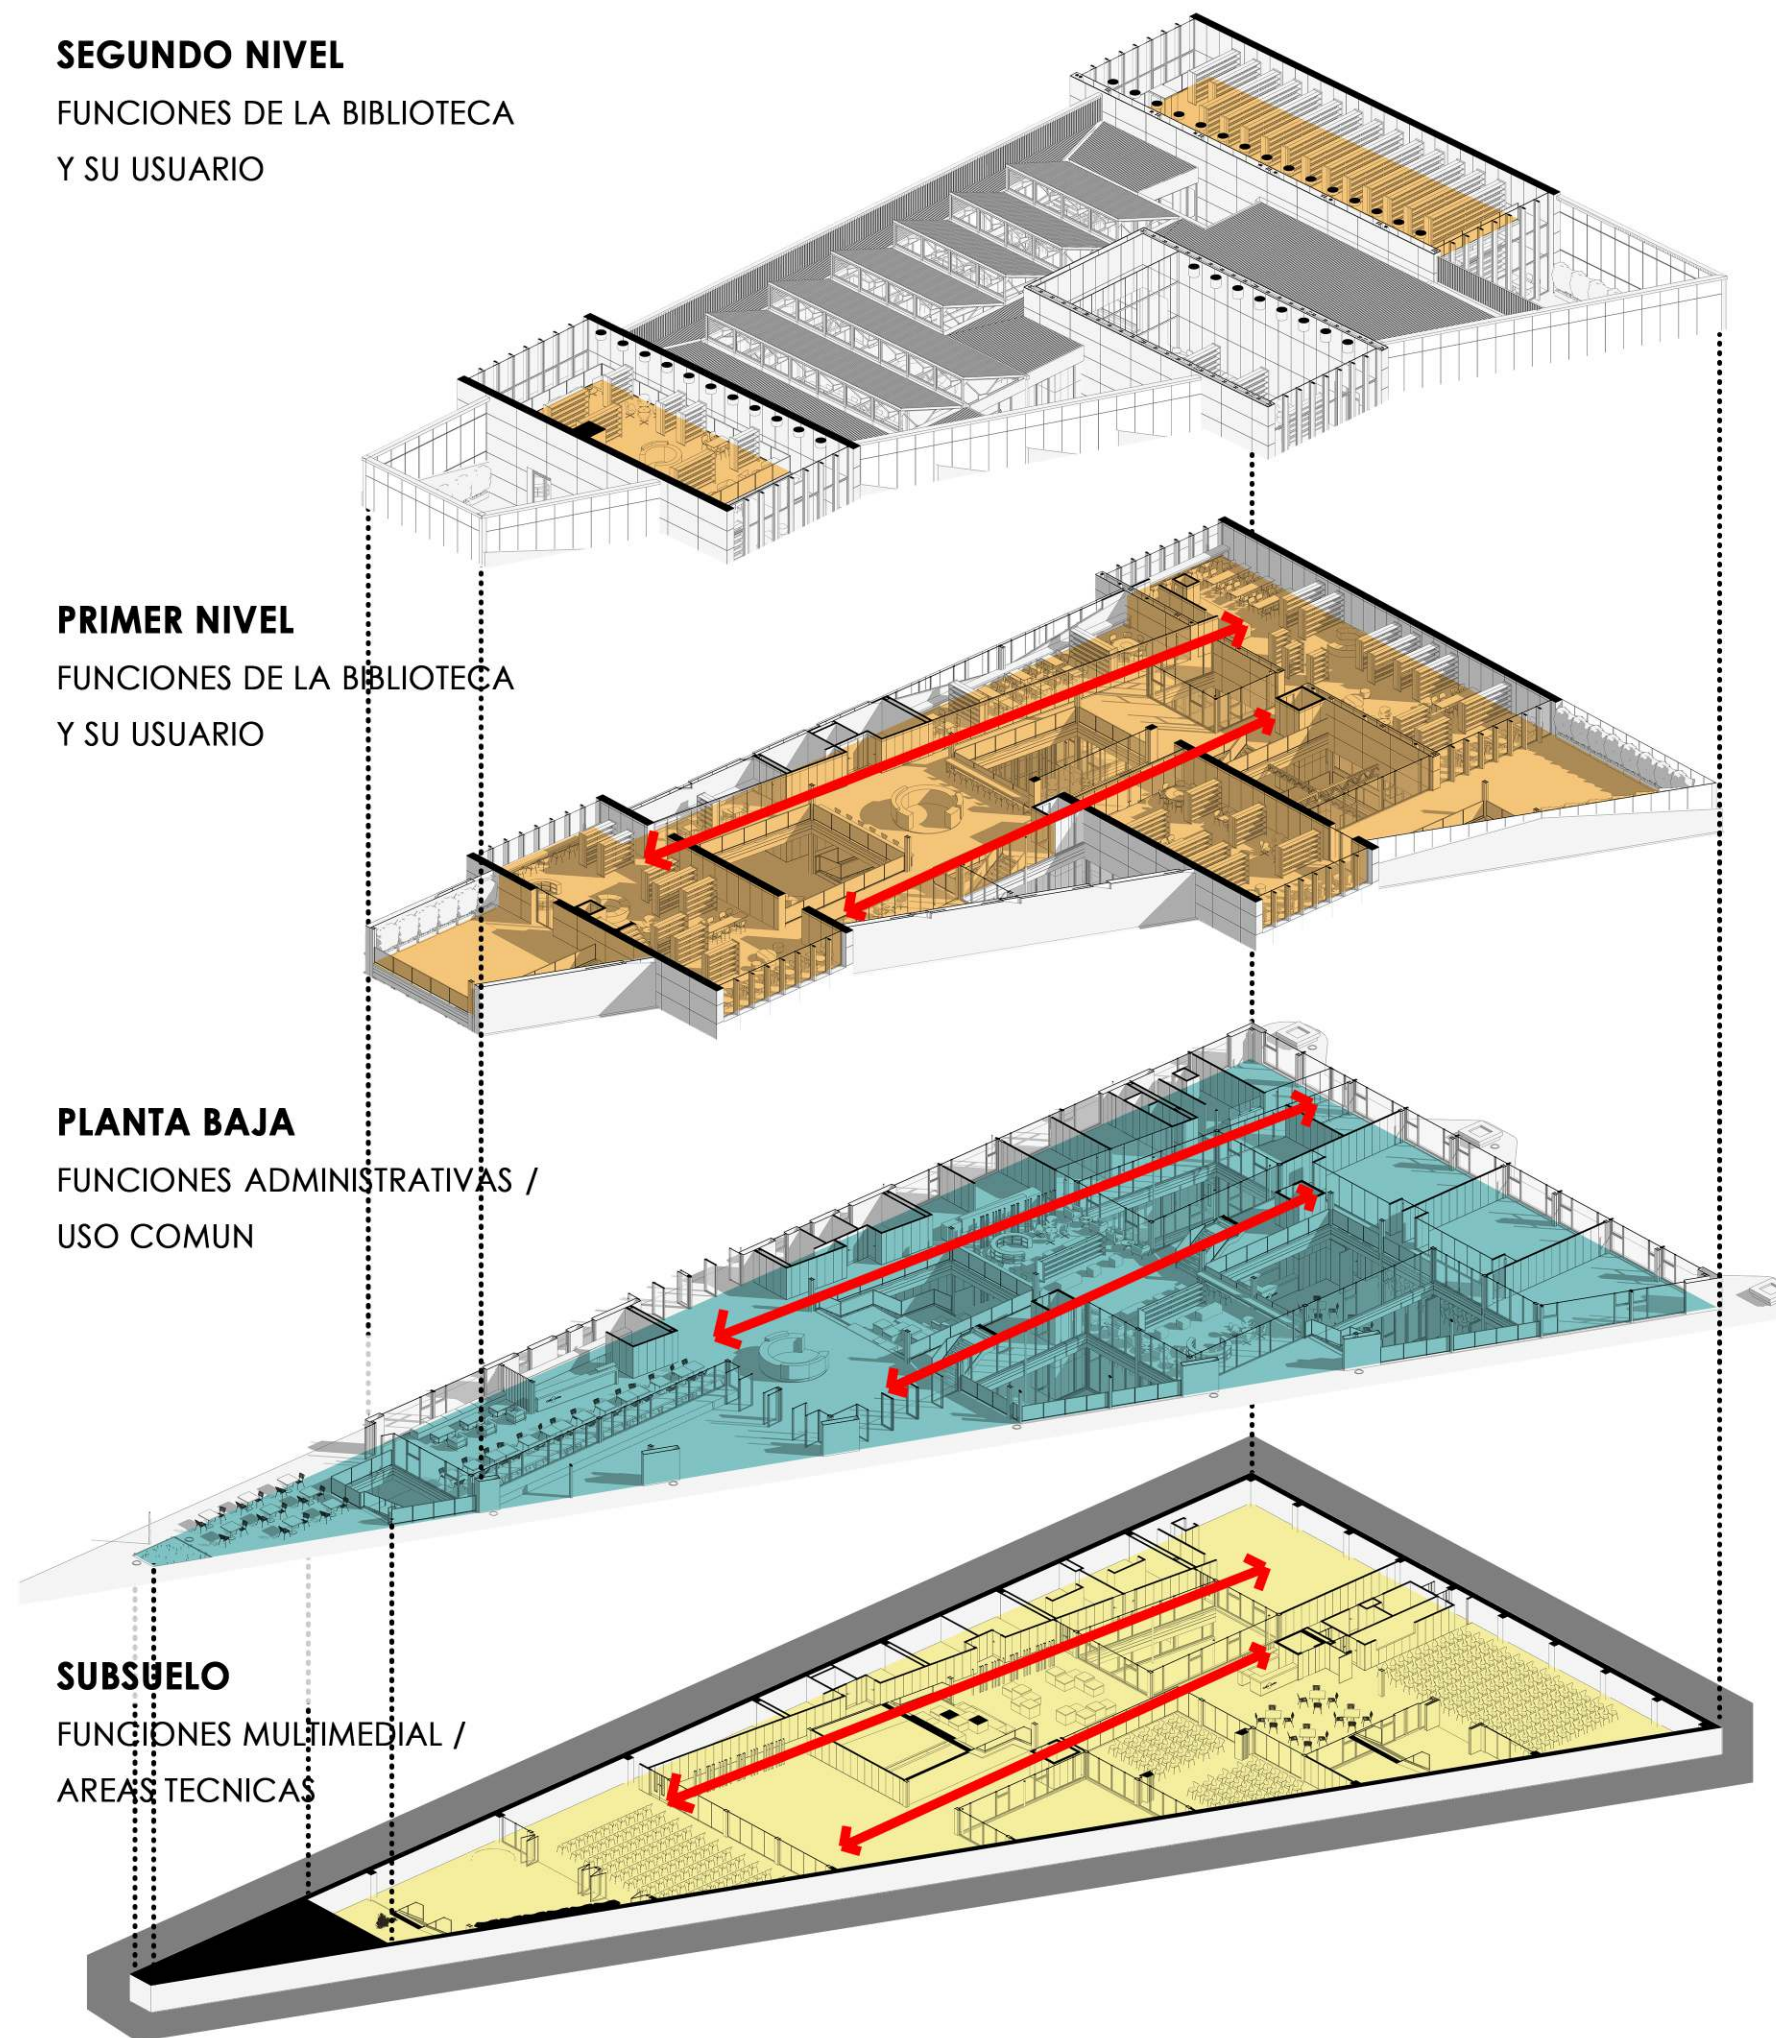 SEGUNDO NIVEL
FUNCIONES DE LA BIBLIOTECA
Y SU USUARIO
PRIMER NIVEL
FUNCIONES DE LA BIBLIOTECA
Y SU USUARIO
PLANTA BAJA
FUNCIONES ADMINISTRATIVAS /
USO COMUN
SUBSUELO
FUNCIONES MULTIMEDIAL /
AREAS TECNICAS